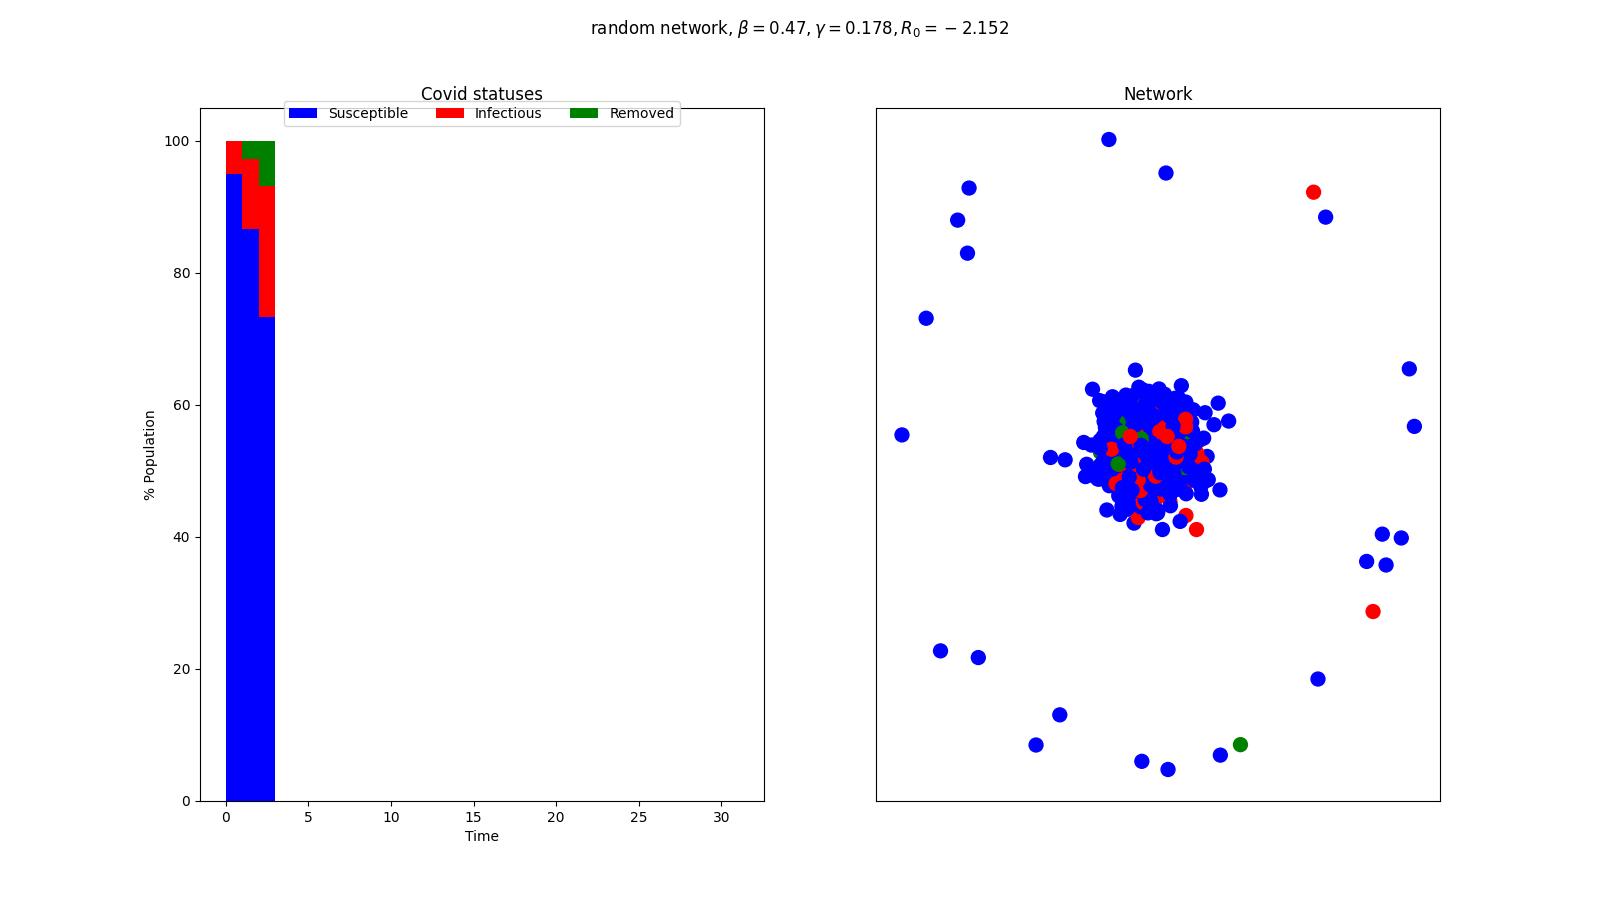 random network, β = 0.47, γ = 0.178, R₀ = − 2.152
Covid statuses
Susceptible Infectious Removed
100
80
60
40
20
0
% Population
0 5 10 15 20 25 30
Time
Network